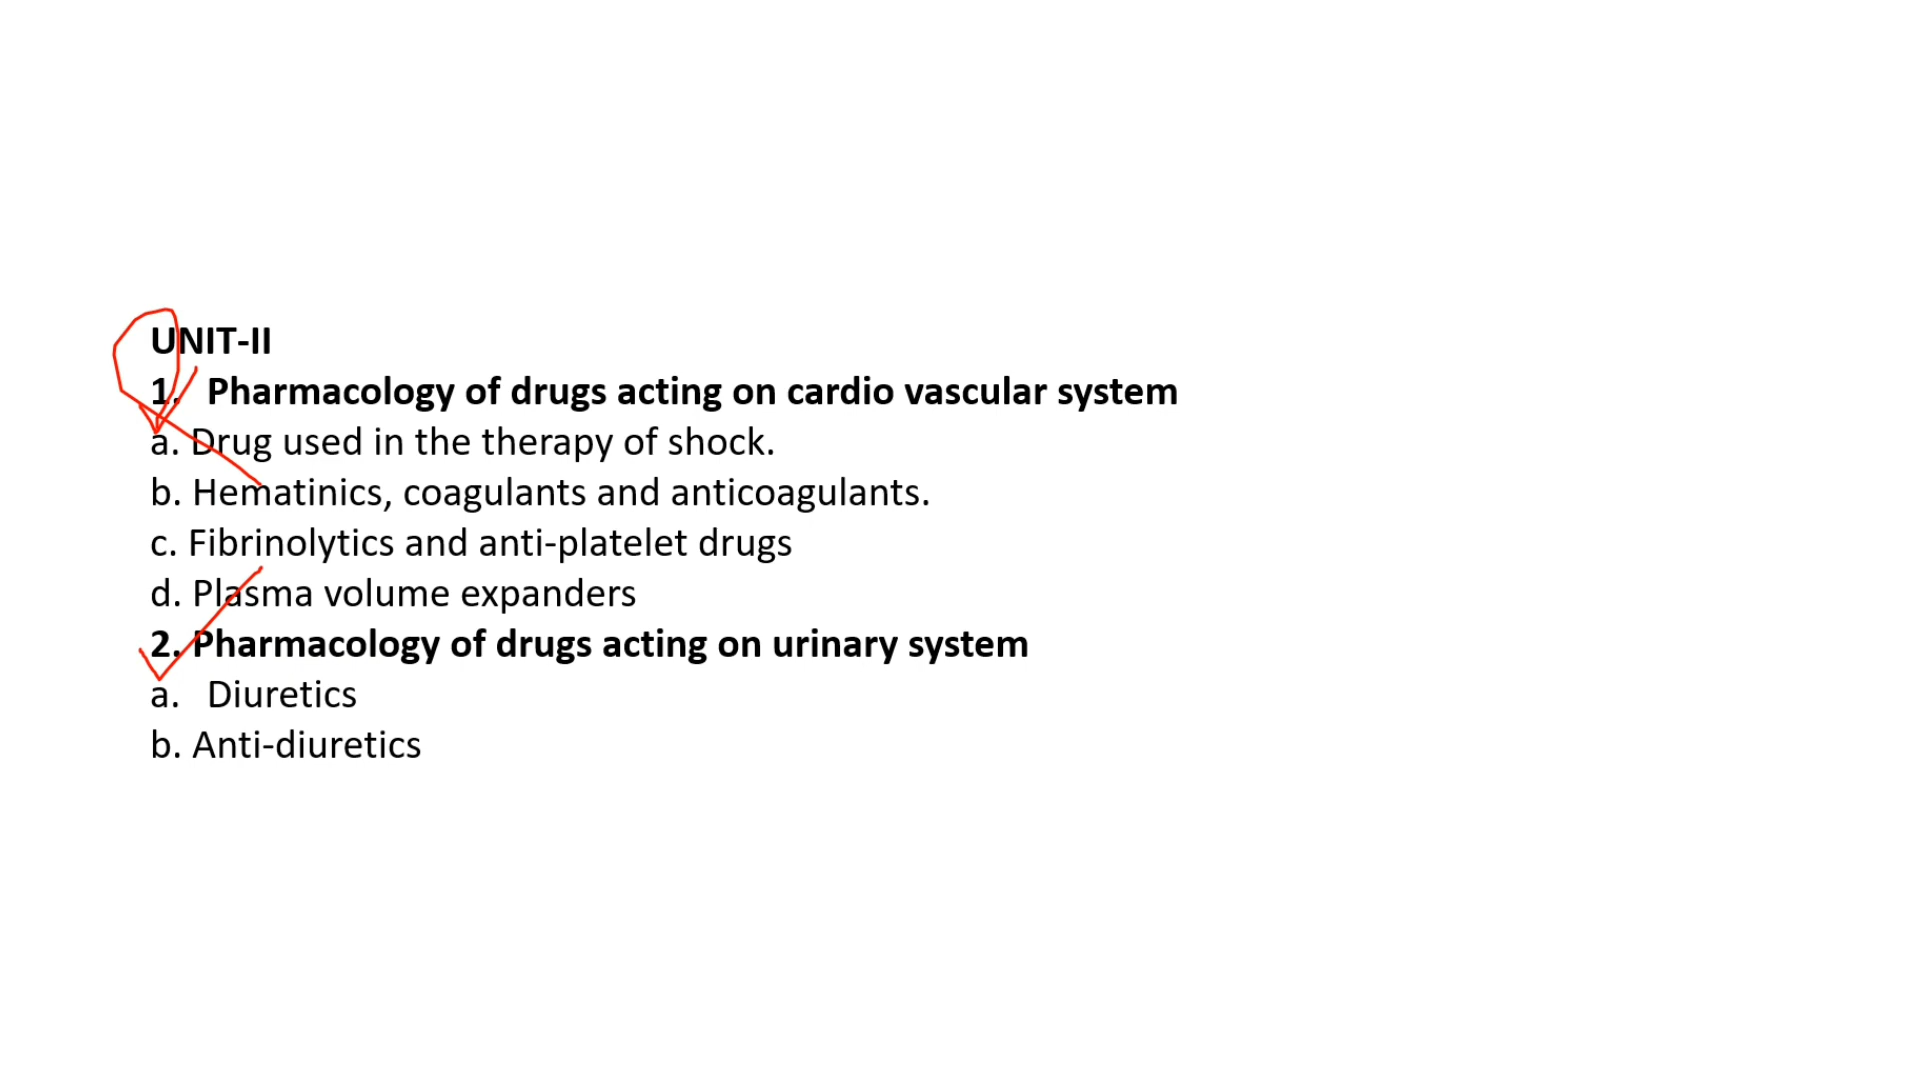 UNIT-II
1. Pharmacology of drugs acting on cardio vascular system
a. Drug used in the therapy of shock.
b. Hematinics, coagulants and anticoagulants.
c. Fibrinolytics and anti-platelet drugs
d. Plasma volume expanders
2. Pharmacology of drugs acting on urinary system
a. Diuretics
b. Anti-diuretics